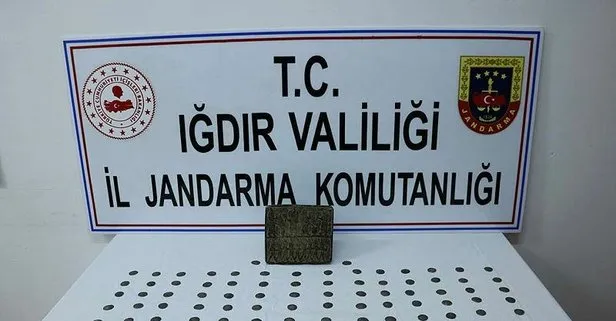 T.C.
IĞDIR VALİLİĞİ
İL JANDARMA KOMUTANLIĞI
JANDARMA